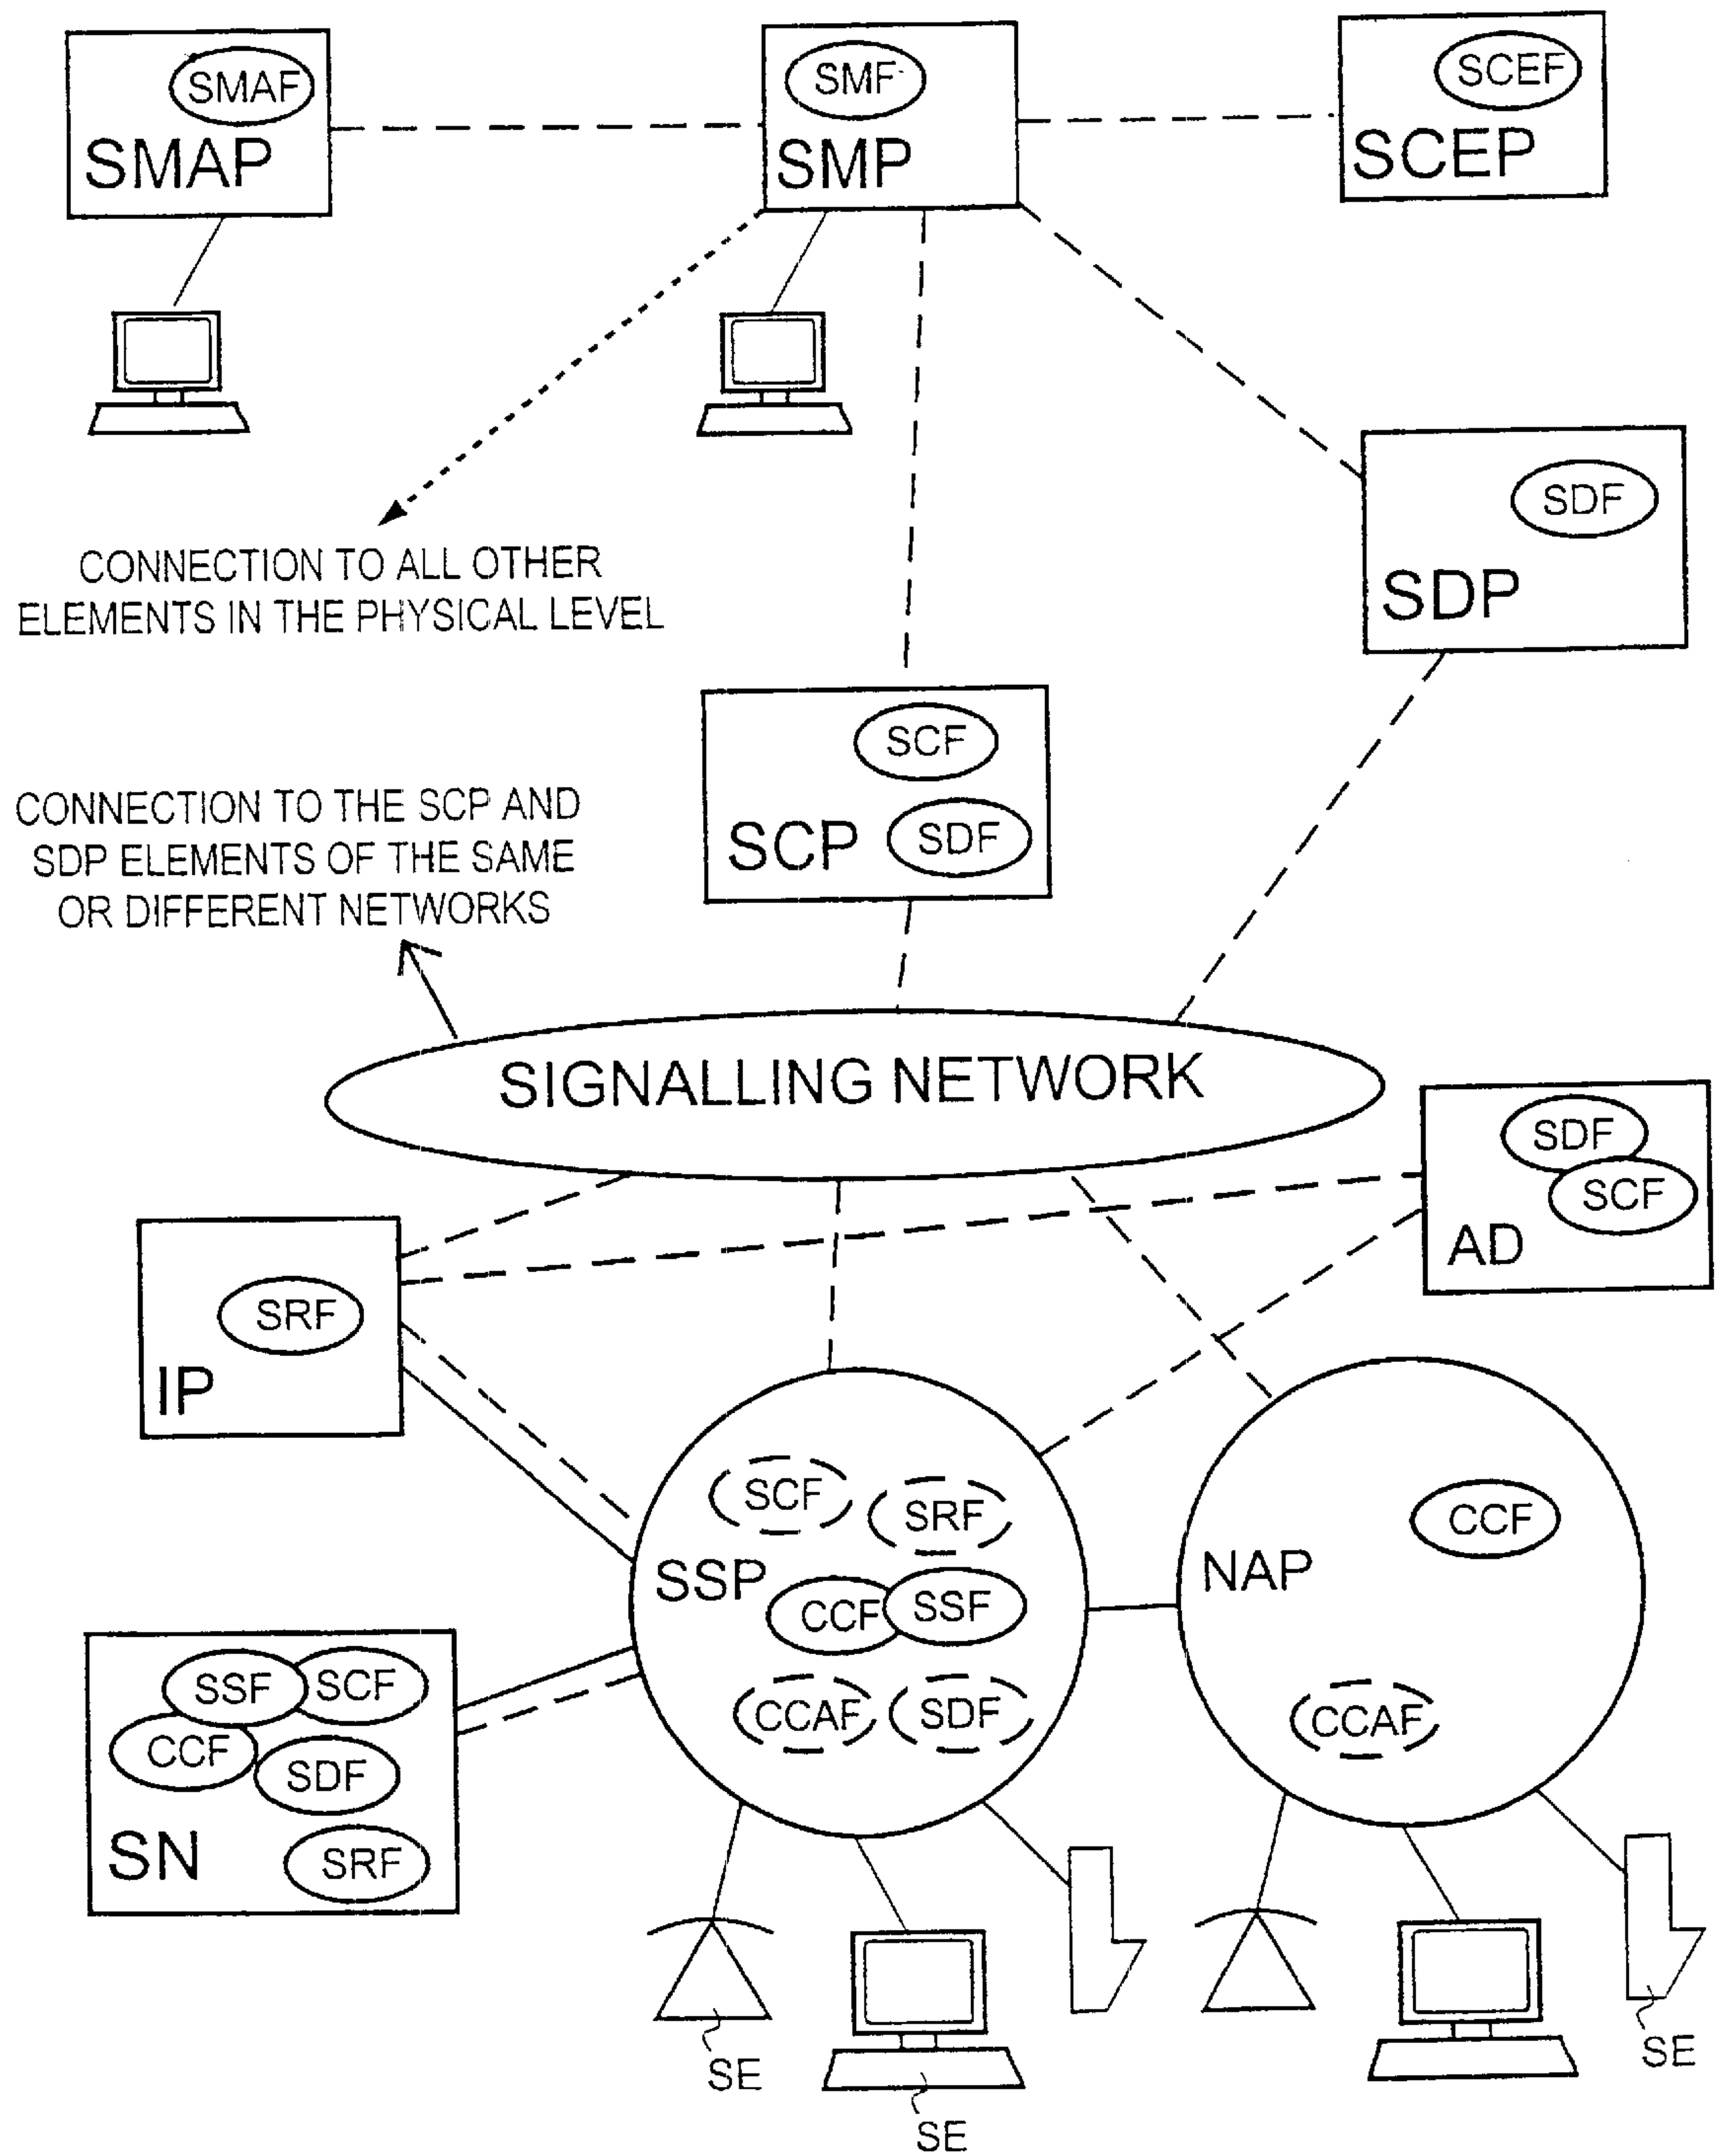 SMAF
SMAP
SMF
SMP
SCEF
SCEP
CONNECTION TO ALL OTHER
ELEMENTS IN THE PHYSICAL LEVEL
SDF
SDP
SCF
SDF
SCP
CONNECTION TO THE SCP AND
SDP ELEMENTS OF THE SAME
OR DIFFERENT NETWORKS
SIGNALLING NETWORK
SDF
SCF
AD
SRF
IP
SCF
SRF
SSP
CCF
SSF
CCAF
SDF
CCF
NAP
CCAF
SSF
SCF
CCF
SDF
SN
SRF
SE
SE
SE